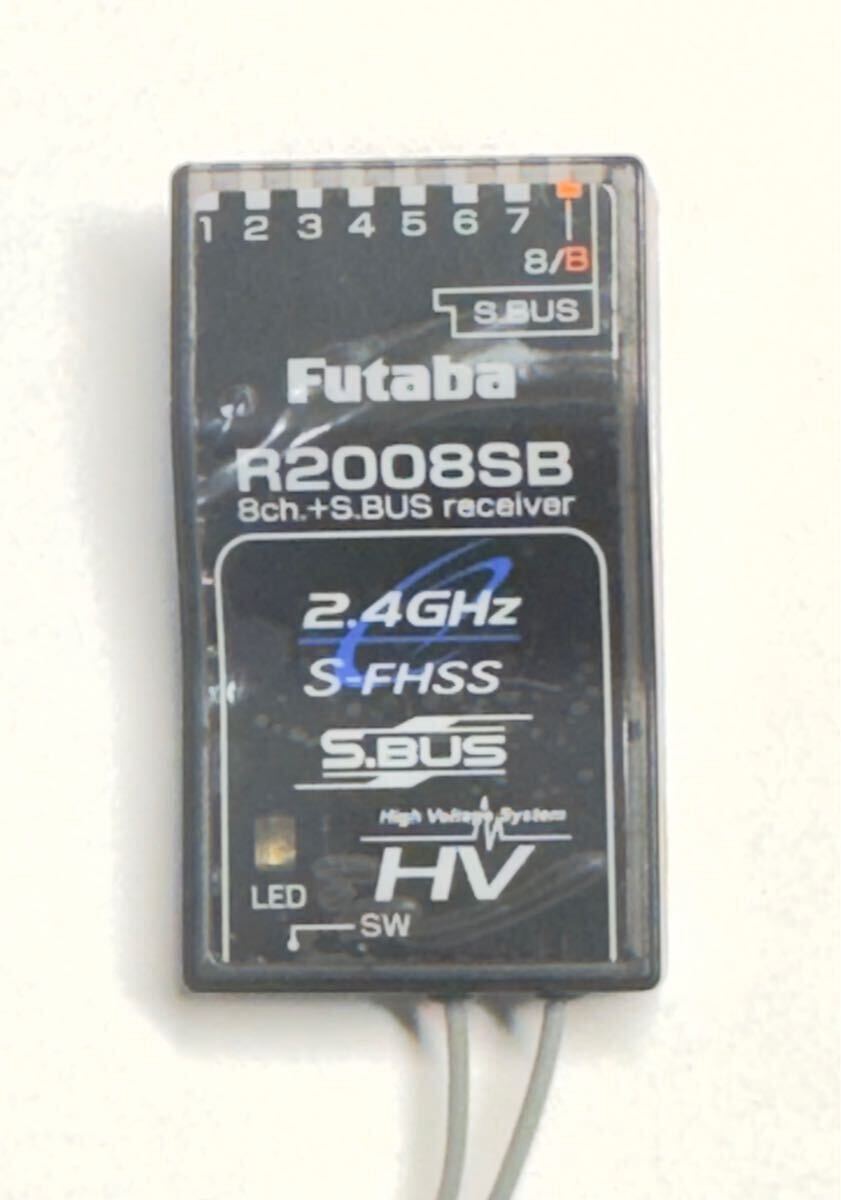 1 2 3 4 5 6 7
8/B
S.BUS
Futaba
R2008SB
8ch.+S.BUS receiver
2.4GHz
S-FHSS
S.BUS
High Voltage System
HV
LED
SW